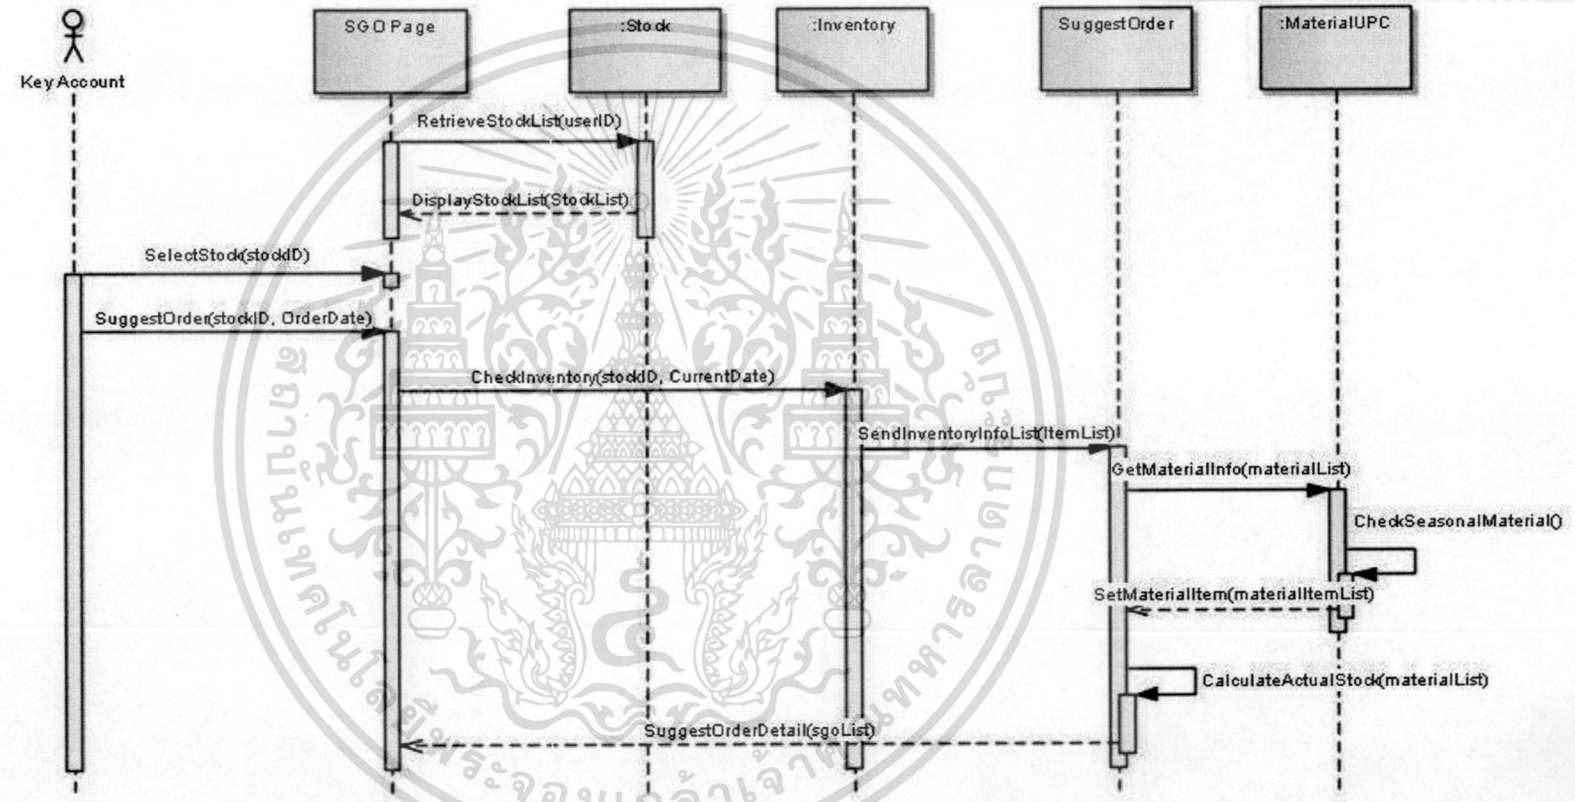 Key Account
SGO Page
:Stock
:Inventory
SuggestOrder
:MaterialUPC
RetrieveStockList(userID)
DisplayStockList(StockList)
SelectStock(stockID)
SuggestOrder(stockID, OrderDate)
CheckInventory(stockID, CurrentDate)
SendInventoryInfoList(ItemList)
GetMaterialInfo(materialList)
CheckSeasonalMaterial()
SetMaterialItem(materialItemList)
CalculateActualStock(materialList)
SuggestOrderDetail(sgoList)